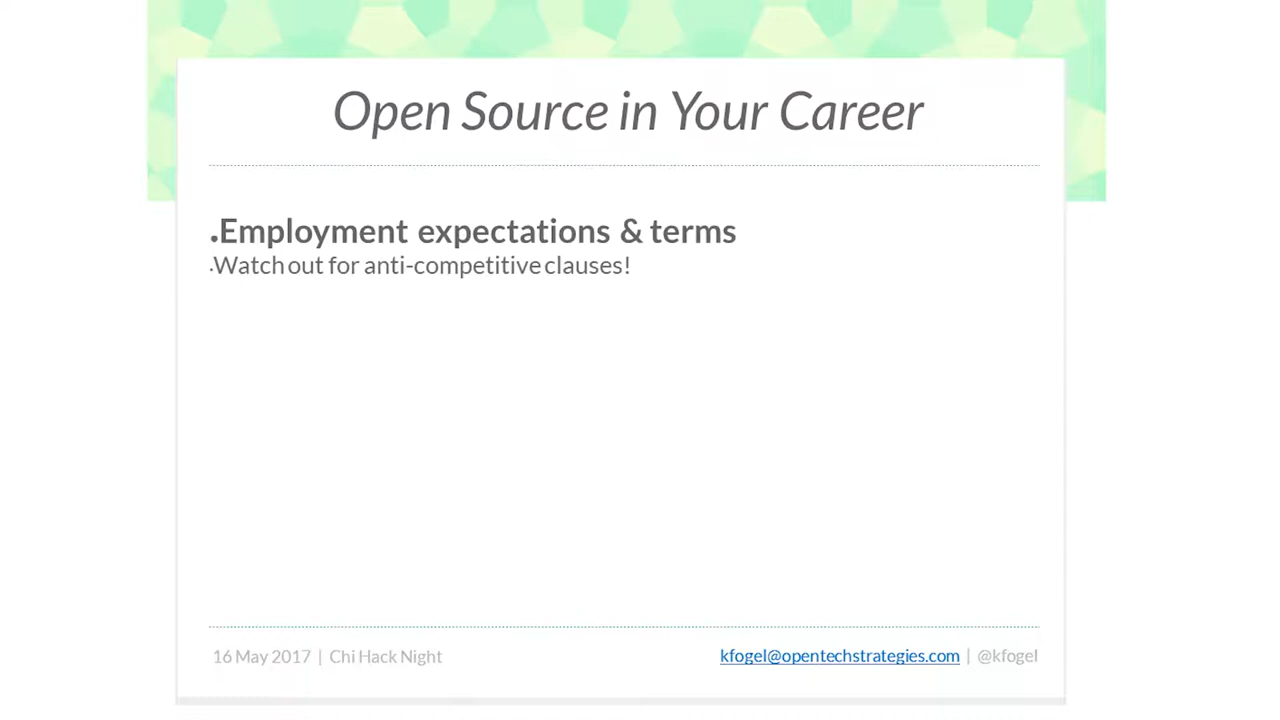 Open Source in Your Career
•Employment expectations & terms
•Watch out for anti-competitive clauses!
16 May 2017 | Chi Hack Night
kfogel@opentechstrategies.com | @kfogel